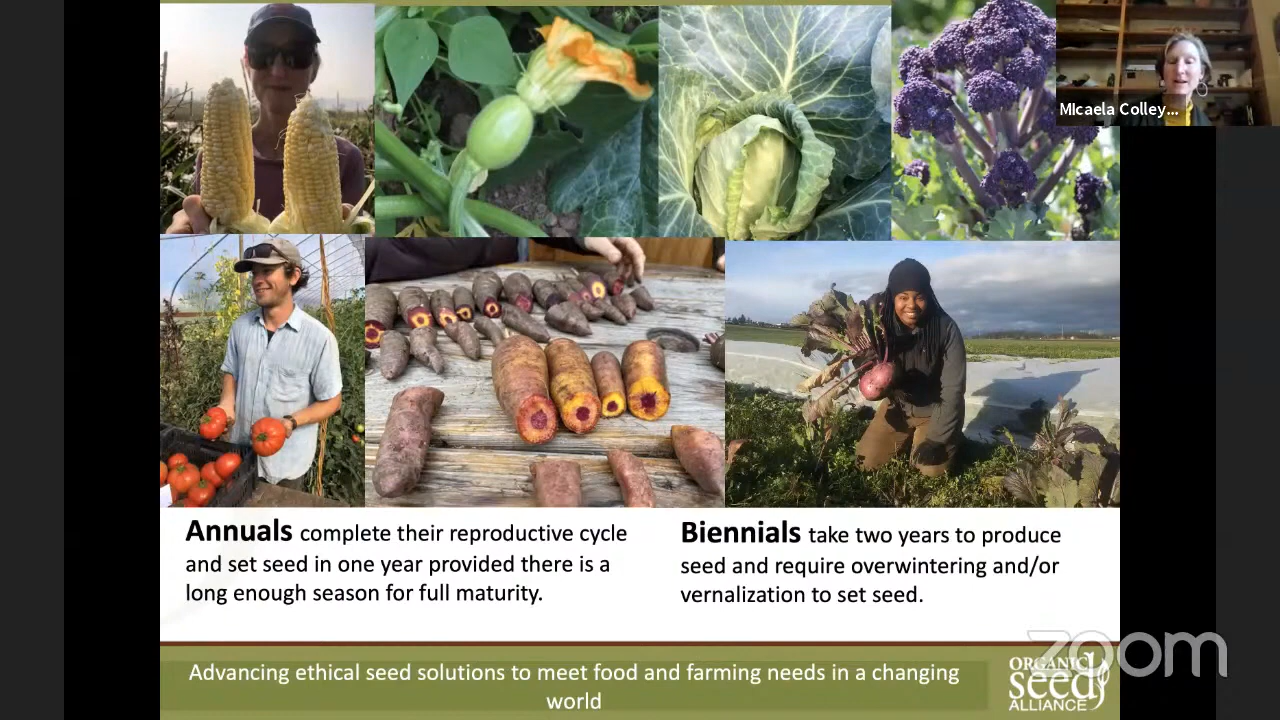 MIcaela Colley...
Annuals complete their reproductive cycle
and set seed in one year provided there is a
long enough season for full maturity.
Biennials take two years to produce
seed and require overwintering and/or
vernalization to set seed.
Advancing ethical seed solutions to meet food and farming needs in a changing
world
ORGANIC
seed
ALLIANCE
zoom